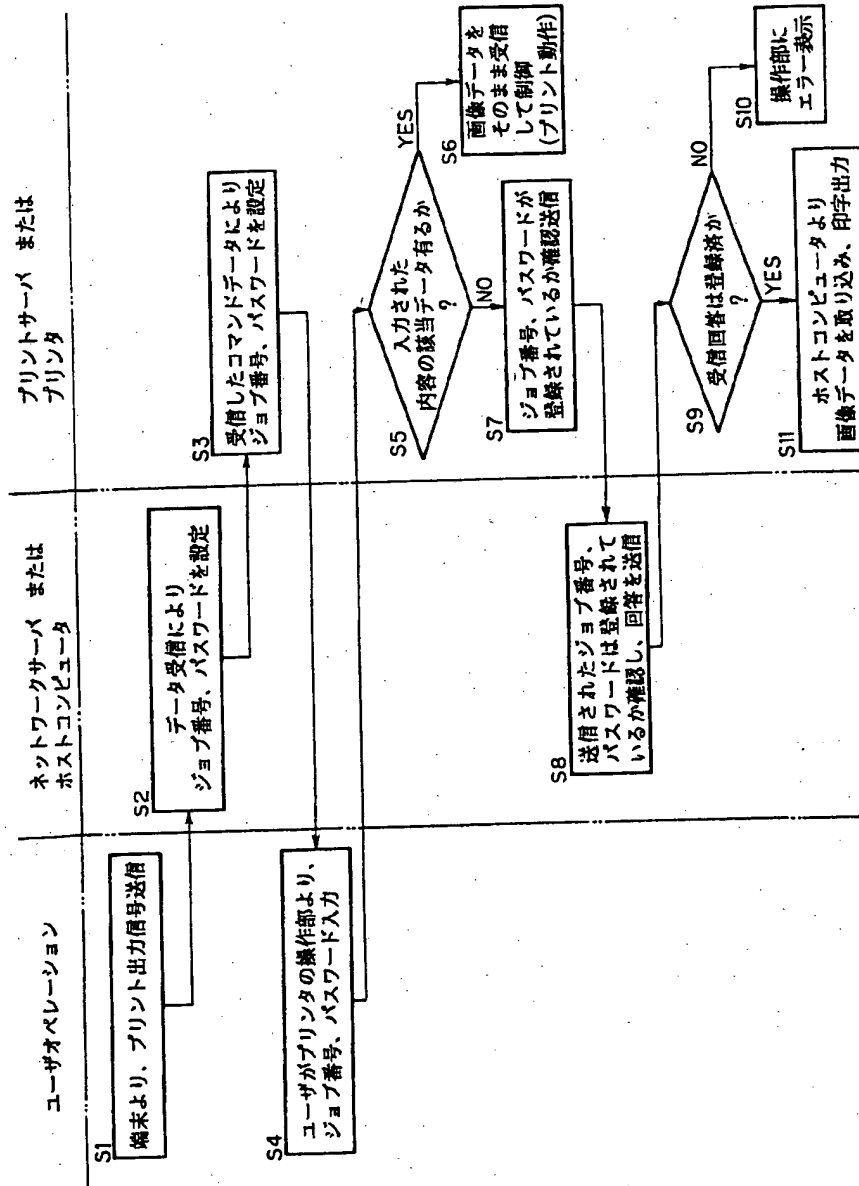 ユーザオペレーション
ネットワークサーバ または
ホストコンピュータ
プリントサーバ または
プリンタ
S1
端末より、プリント出力信号送信
S2
データ受信により
ジョブ番号、パスワードを設定
S3
受信したコマンドデータにより
ジョブ番号、パスワードを設定
S4
ユーザがプリンタの操作部より、
ジョブ番号、パスワード入力
S5
入力された
内容の該当データ有るか
?
YES
S6
画像データを
そのまま受信
して制御
(プリント動作)
NO
S7
ジョブ番号、パスワードが
登録されているか確認送信
S8
送信されたジョブ番号、
パスワードは登録されて
いるか確認し、回答を送信
S9
受信回答は登録済か
?
NO
S10
操作部に
エラー表示
YES
S11
ホストコンピュータより
画像データを取り込み、印字出力